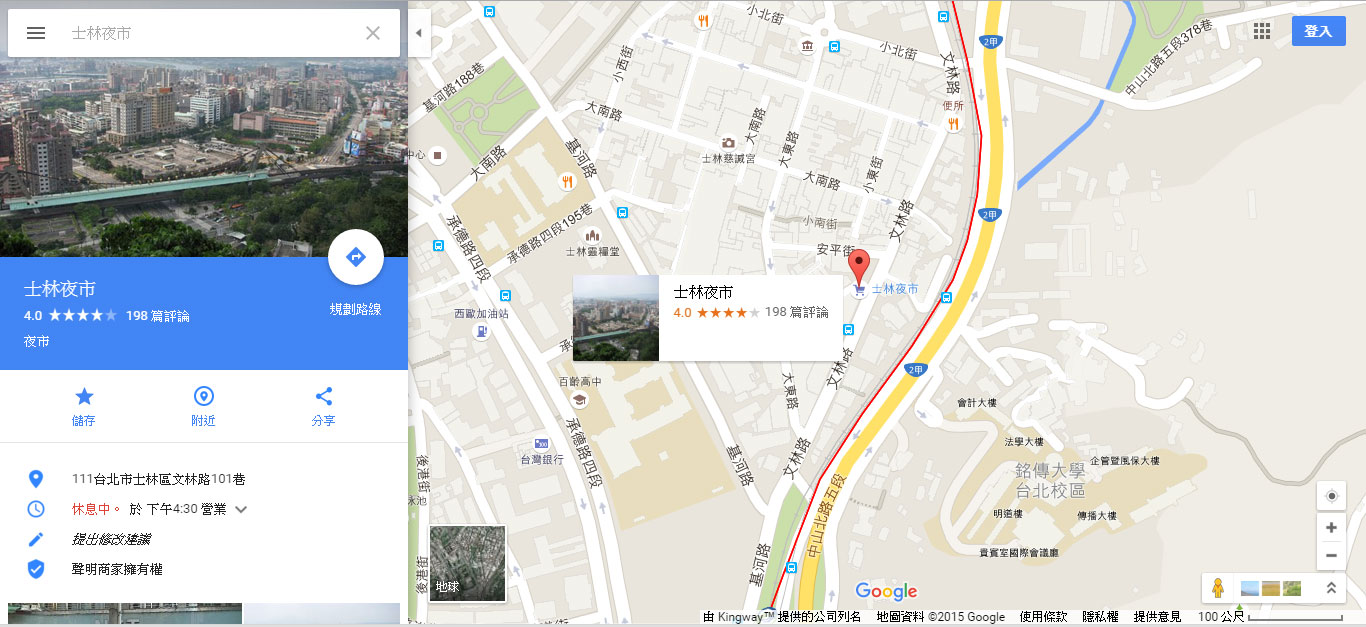 士林夜市
士林夜市
4.0 ★★★★★ 198 篇評論
夜市
規劃路線
儲存
附近
分享
111台北市士林區文林路101巷
休息中。 於 下午4:30 營業
提出修改建議
聲明商家擁有權
登入
小北街
小北街
小西街
文林路
便所
2甲
中山北路五段378巷
基河路188巷
大南路
大南路
大東路
士林慈諴宮
中心
大南路
基河路
大南路
小東街
2甲
承德路四段195巷
小南街
文林路
承德路四段
士林靈糧堂
安平街
士林夜市
士林夜市
4.0 ★★★★★ 198 篇評論
西歐加油站
文林路
2甲
百齡高中
大東路
會計大樓
承德路四段
法學大樓
台灣銀行
基河路
文林路
企管暨風保大樓
銘傳大學
台北校區
後港街
泳池
中山北路五段
明道樓
傳播大樓
貴賓室國際會議廳
基河路
後港街
地球
Google
由 Kingway™ 提供的公司列名 地圖資料 ©2015 Google 使用條款 隱私權 提供意見 100 公尺